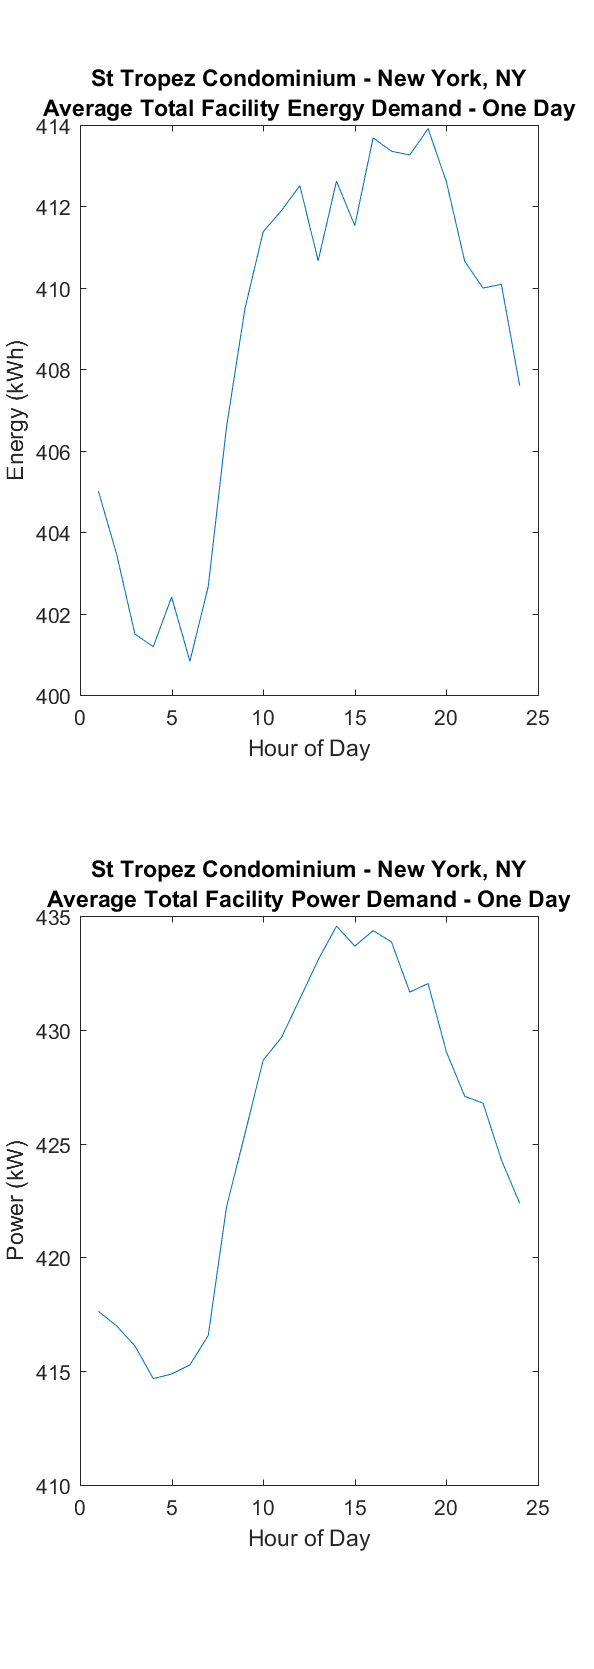 St Tropez Condominium - New York, NY
Average Total Facility Energy Demand - One Day
414
412
410
408
406
404
402
400
Energy (kWh)
0 5 10 15 20 25
Hour of Day
St Tropez Condominium - New York, NY
Average Total Facility Power Demand - One Day
435
430
425
420
415
410
Power (kW)
0 5 10 15 20 25
Hour of Day